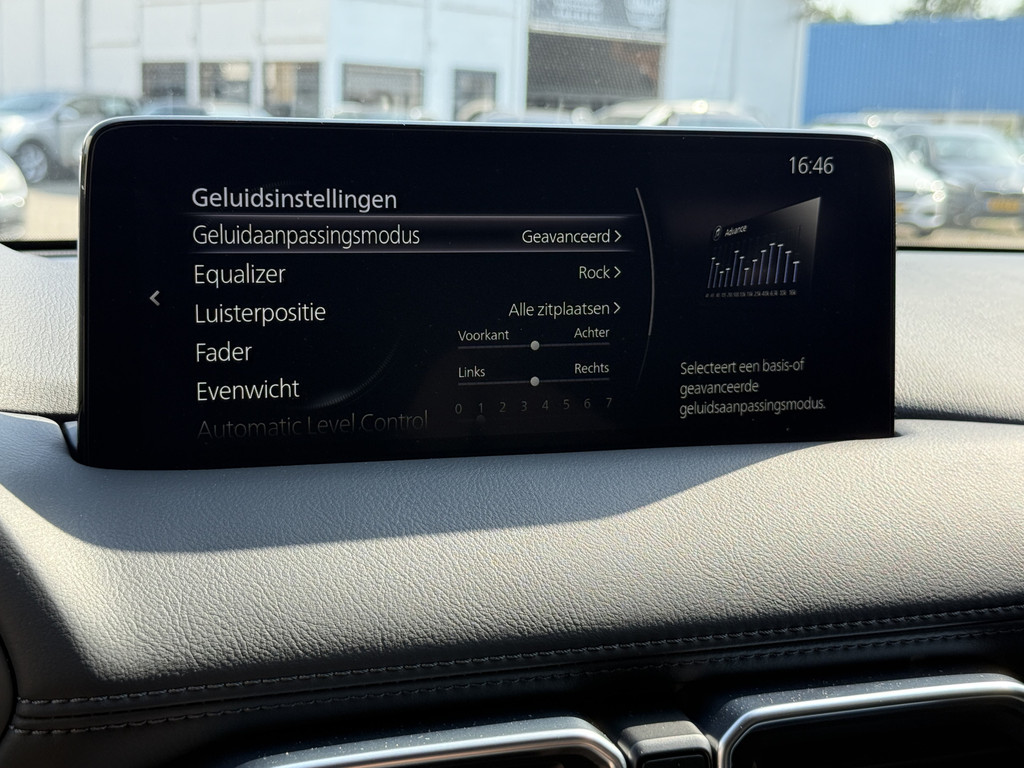 16:46
Geluidsinstellingen
Geluidaanpassingsmodus Geavanceerd
Equalizer Rock
Luisterpositie Alle zitplaatsen
Fader Voorkant Achter
Evenwicht Links Rechts
Automatic Level Control 0 1 2 3 4 5 6 7
Advance
Selecteert een basis-of
geavanceerde
geluidsaanpassingsmodus.